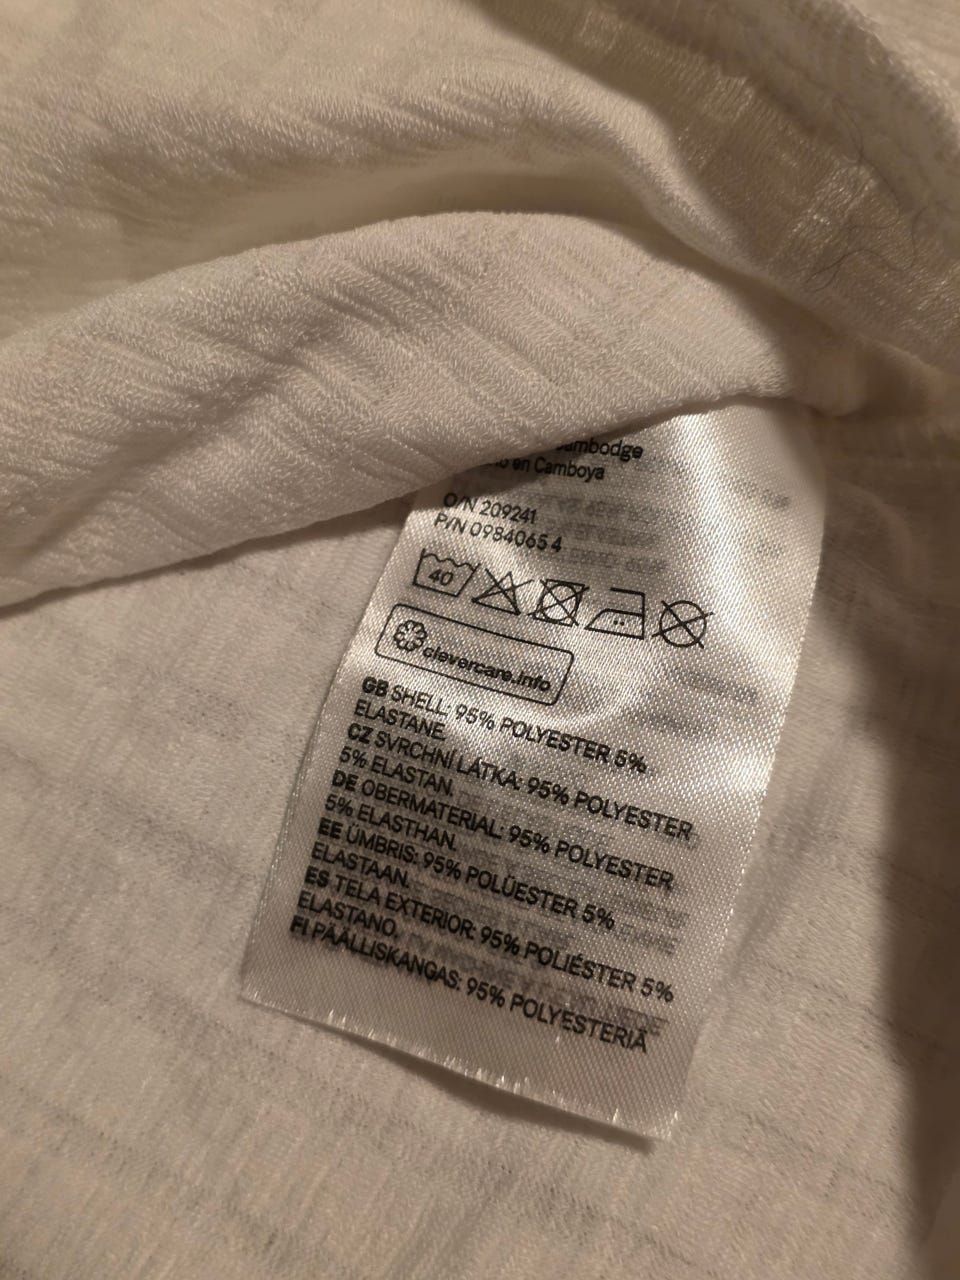 Cambodge
en Camboya
O/N 209241
P/N 09840654
40
clevercare.info
GB SHELL: 95% POLYESTER 5%
ELASTANE.
CZ SVRCHNÍ LÁTKA: 95% POLYESTER
5% ELASTAN.
DE OBERMATERIAL: 95% POLYESTER
5% ELASTHAN.
EE ÜMBRIS: 95% POLÜESTER 5%
ELASTAAN.
ES TELA EXTERIOR: 95% POLIÉSTER 5%
ELASTANO.
FI PÄÄLLISKANGAS: 95% POLYESTERIÄ